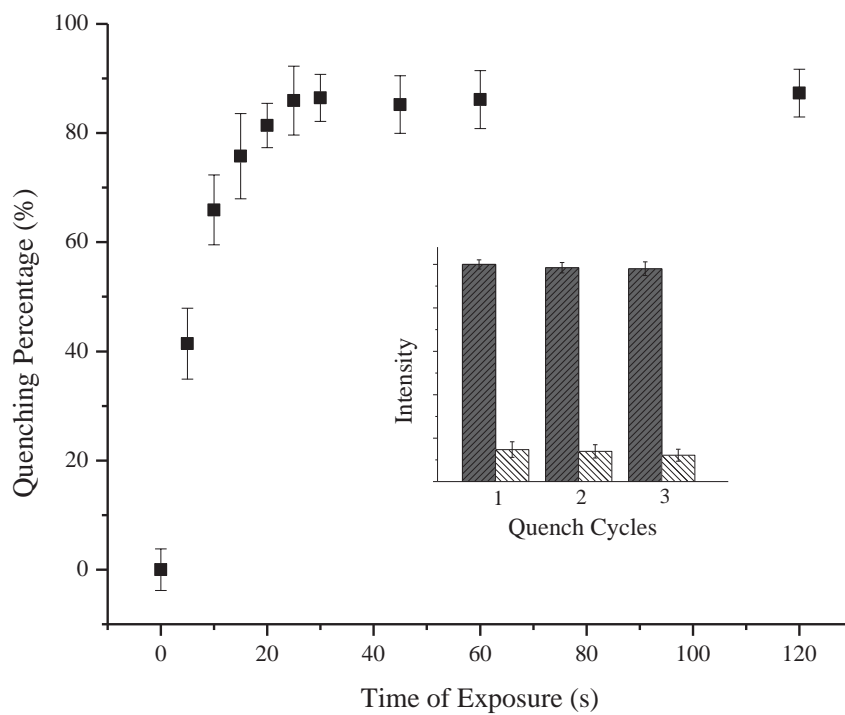 100
80
60
40
20
0
Quenching Percentage (%)
Intensity
1 2 3
Quench Cycles
0 20 40 60 80 100 120
Time of Exposure (s)